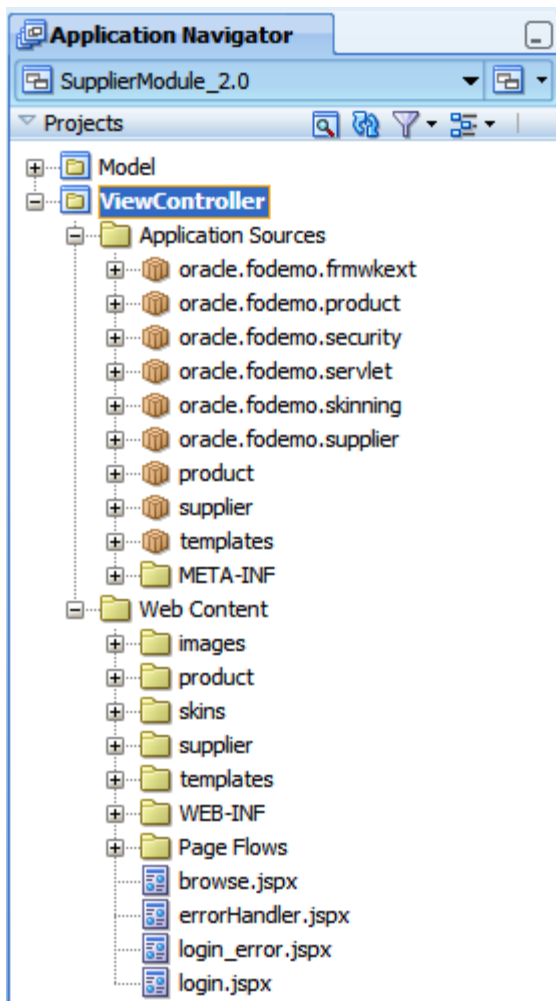 Application Navigator
SupplierModule_2.0
Projects
Model
ViewController
Application Sources
oracle.fodemo.frmwkext
oracle.fodemo.product
oracle.fodemo.security
oracle.fodemo.servlet
oracle.fodemo.skinning
oracle.fodemo.supplier
product
supplier
templates
META-INF
Web Content
images
product
skins
supplier
templates
WEB-INF
Page Flows
browse.jspx
errorHandler.jspx
login_error.jspx
login.jspx